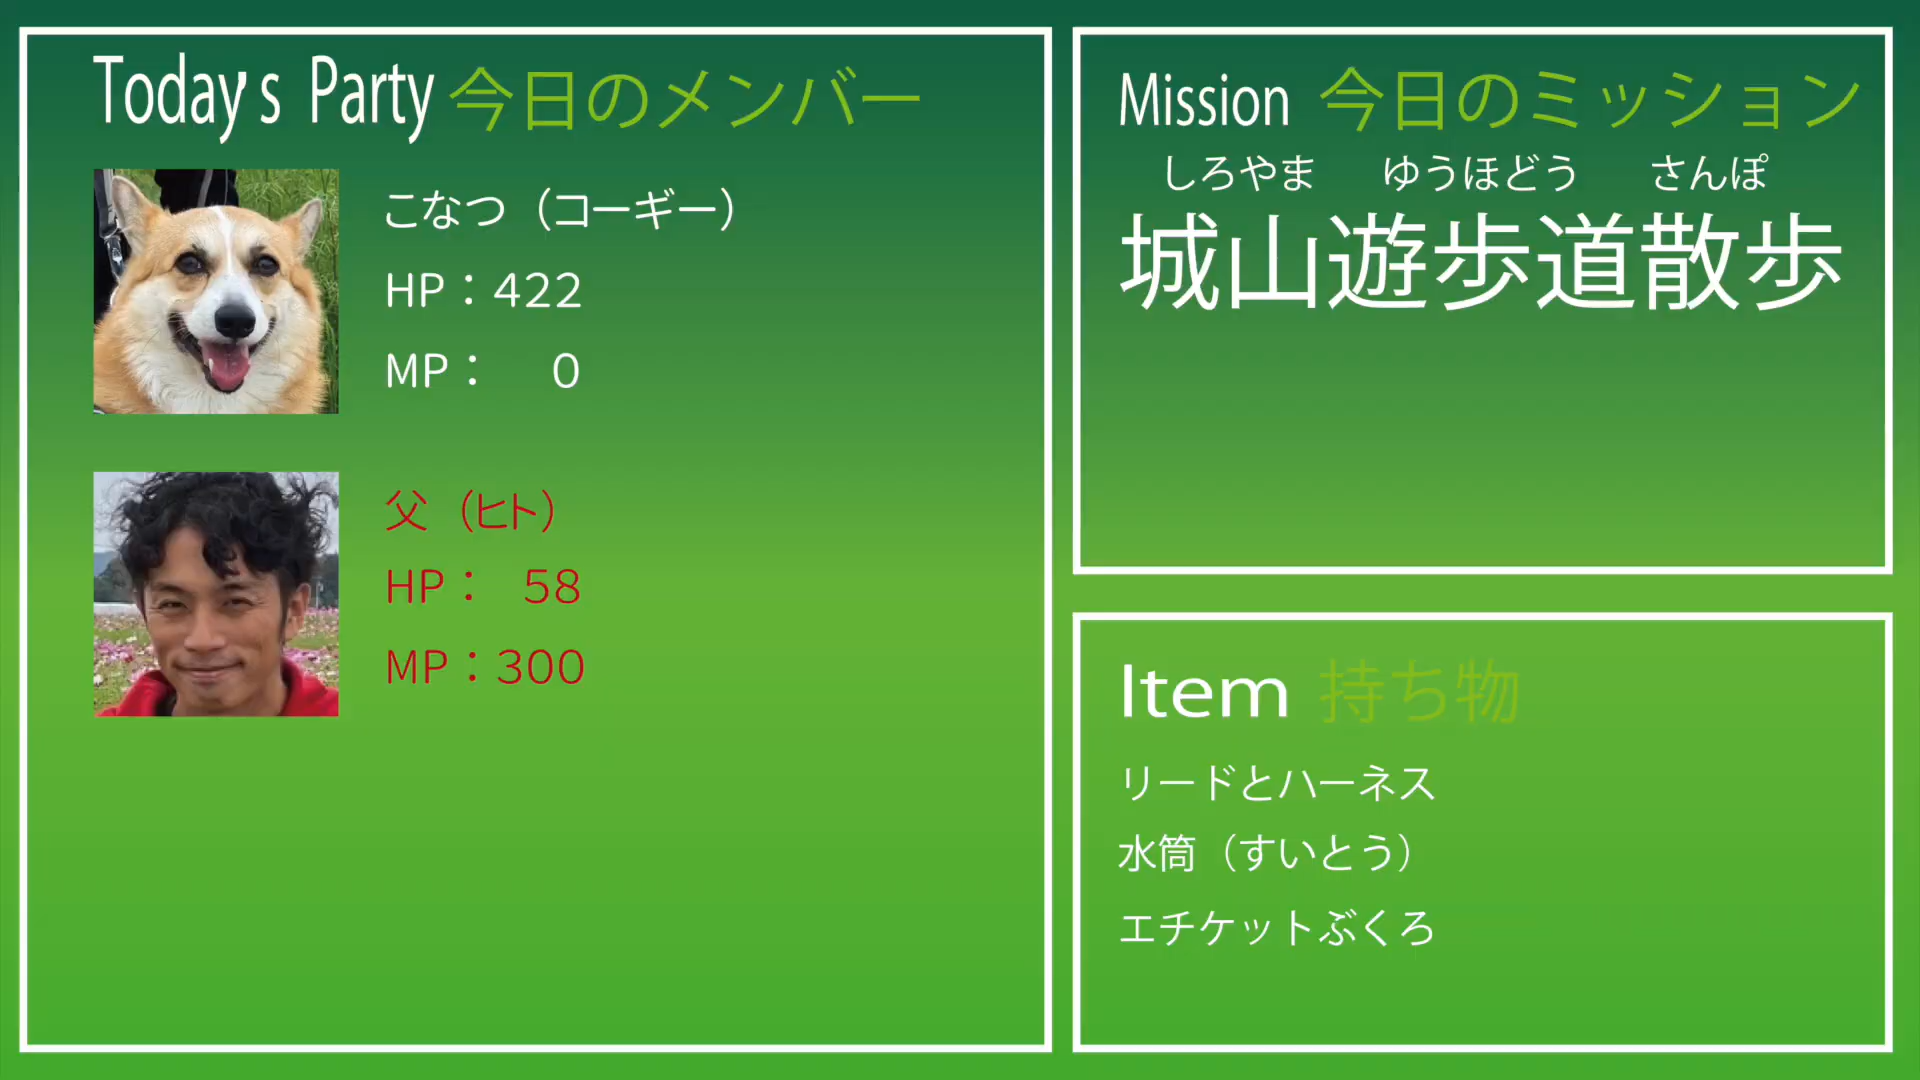 Today's Party 今日のメンバー
こなつ（コーギー）
HP：422
MP： 0
父（ヒト）
HP： 58
MP：300
Mission 今日のミッション
しろやま ゆうほどう さんぽ
城山遊歩道散歩
Item 持ち物
リードとハーネス
水筒（すいとう）
エチケットぶくろ